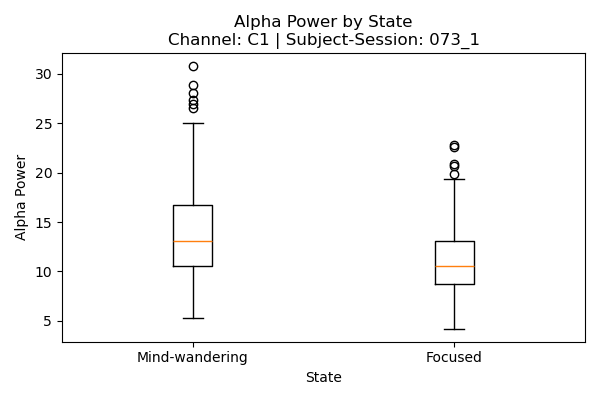 Alpha Power by State
Channel: C1 | Subject-Session: 073_1
Alpha Power
30
25
20
15
10
5
Mind-wandering
Focused
State